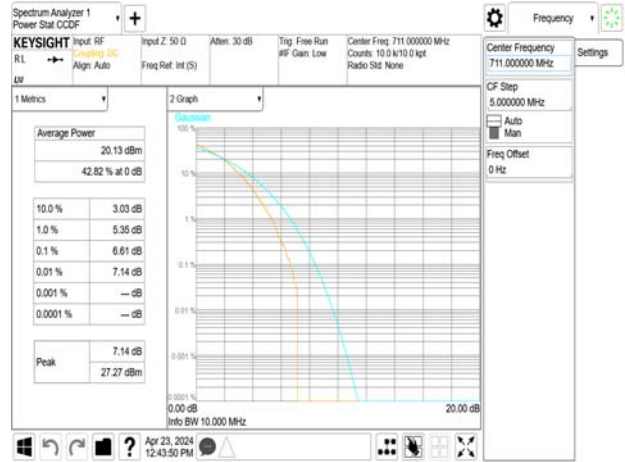 Spectrum Analyzer 1
Power Stat CCDF
+
Frequency
KEYSIGHT
RL
Input: RF
Coupling: DC
Align: Auto
Input Z: 50 Ω
Freq Ref: Int (S)
Atten: 30 dB
Trig: Free Run
#IF Gain: Low
Center Freq: 711.000000 MHz
Counts: 10.0 k/10.0 kpt
Radio Std: None
Center Frequency
711.000000 MHz
Settings
CF Step
5.000000 MHz
Auto
Man
Freq Offset
0 Hz
1 Metrics
Average Power
20.13 dBm
42.82 % at 0 dB
10.0 % 3.03 dB
1.0 % 5.35 dB
0.1 % 6.61 dB
0.01 % 7.14 dB
0.001 % --- dB
0.0001 % --- dB
Peak
7.14 dB
27.27 dBm
2 Graph
Gaussian
100 %
10 %
1 %
0.1 %
0.01 %
0.001 %
0.0001 %
0.00 dB
20.00 dB
Info BW 10.000 MHz
?
Apr 23, 2024
12:43:50 PM